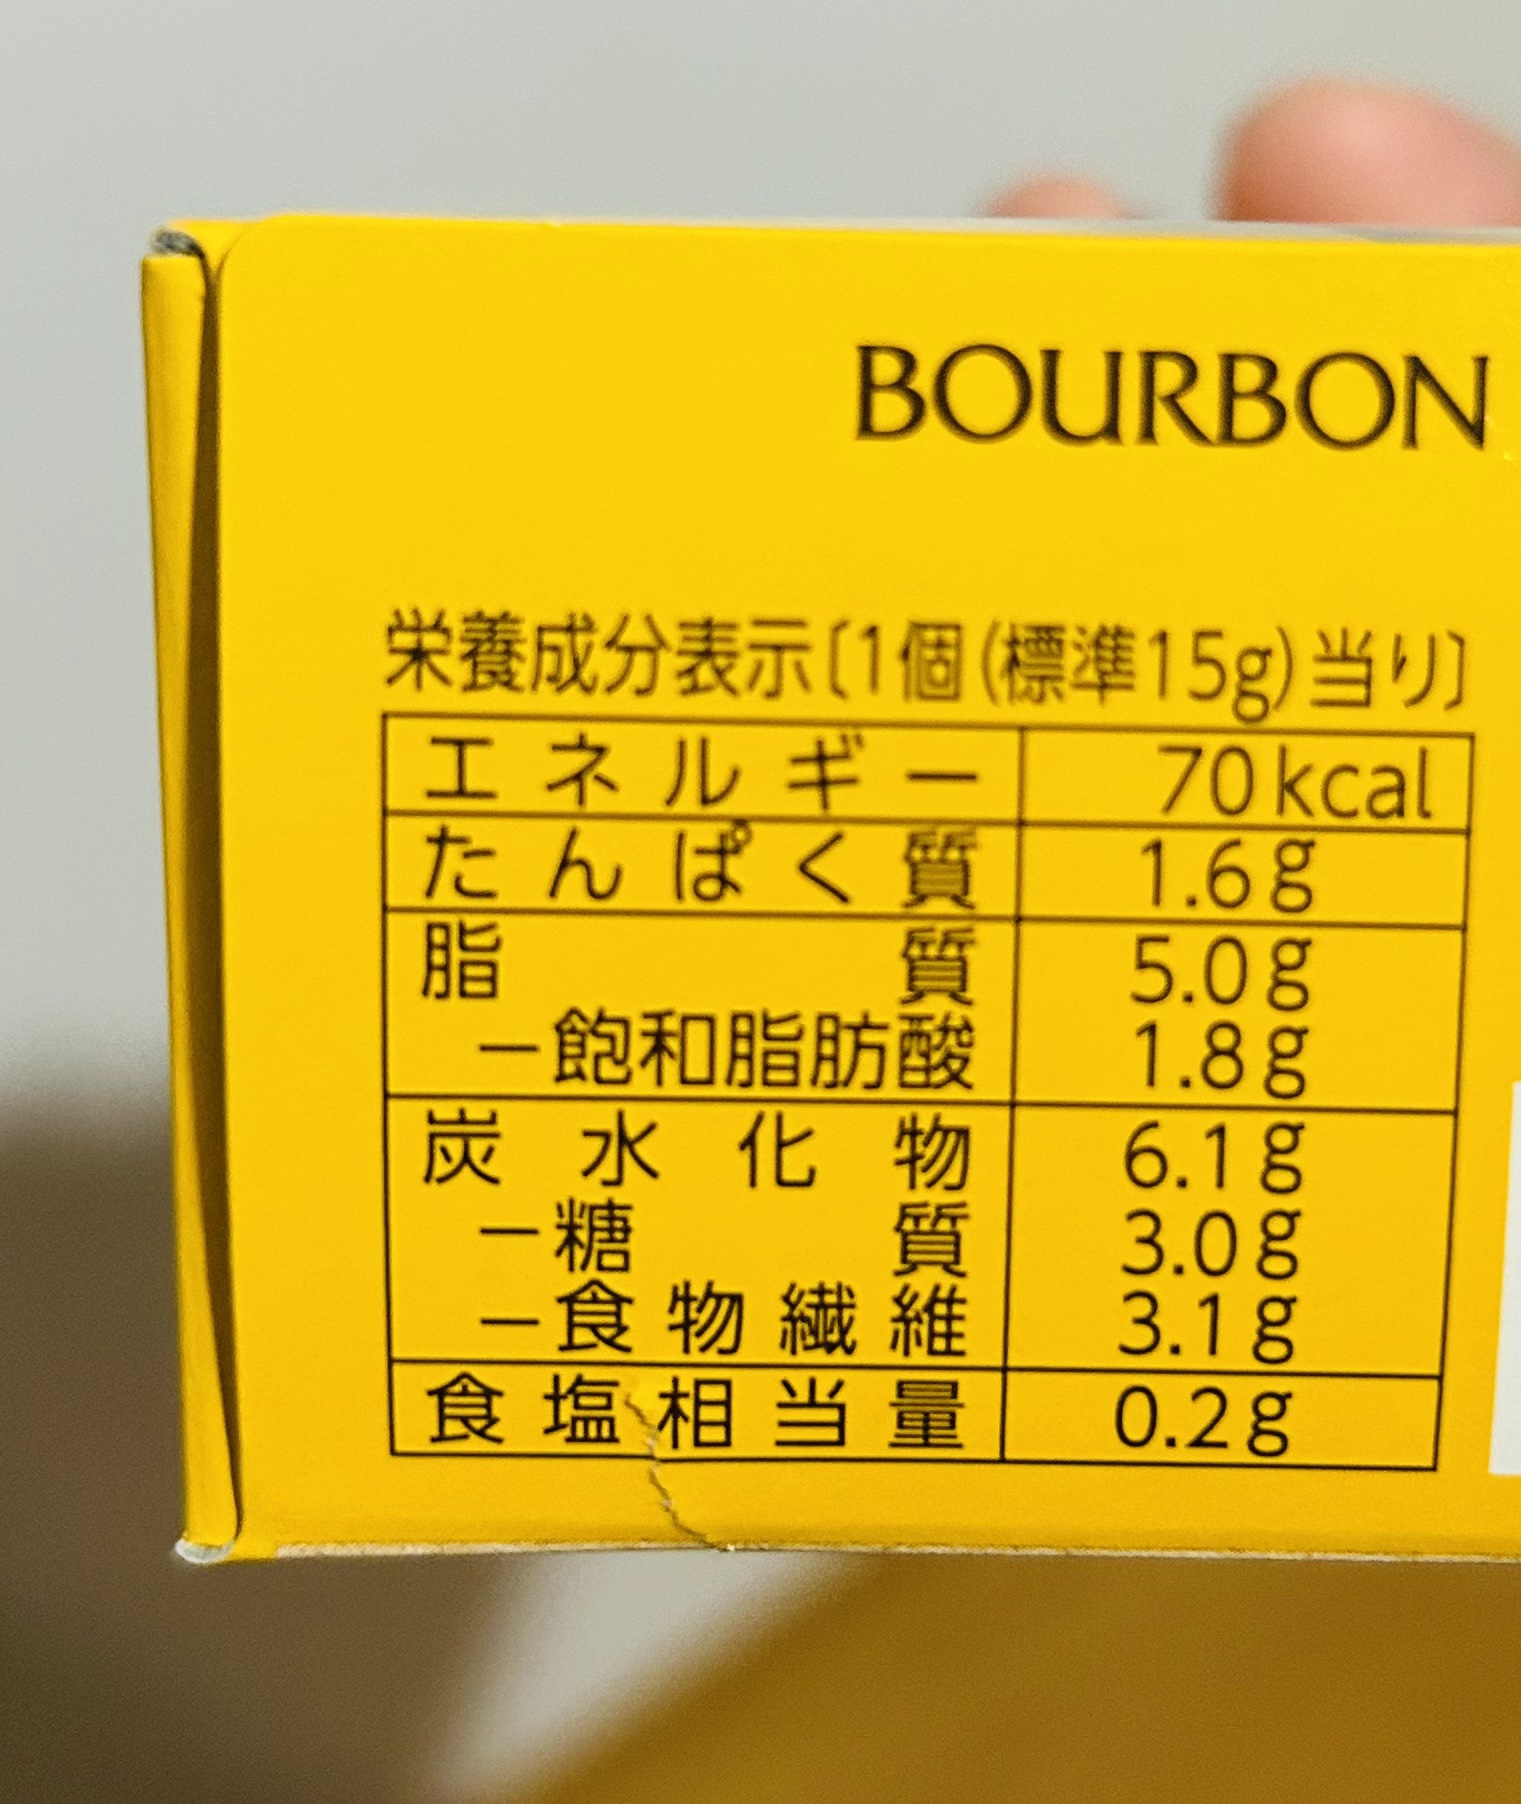 BOURBON
栄養成分表示〔1個(標準15g)当り〕
エネルギー 70kcal
たんぱく質 1.6g
脂質 5.0g
−飽和脂肪酸 1.8g
炭水化物 6.1g
−糖質 3.0g
−食物繊維 3.1g
食塩相当量 0.2g